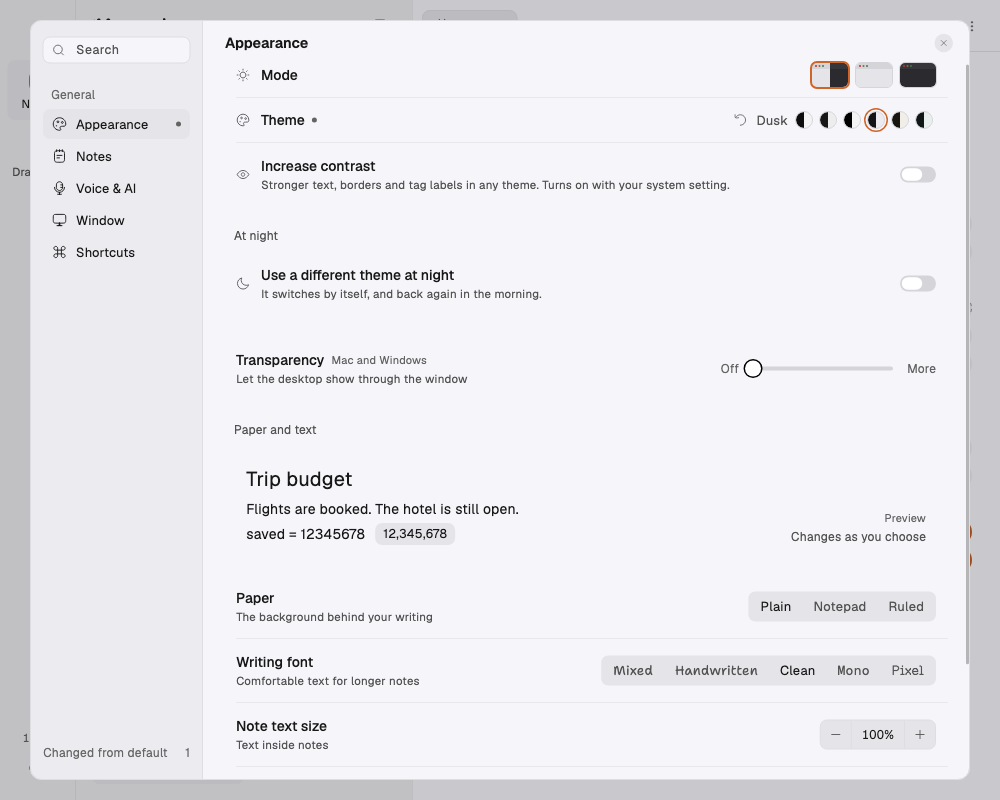 Search
General
Appearance
Notes
Voice & AI
Window
Shortcuts
Changed from default 1
Appearance
Mode
Theme
Dusk
Increase contrast
Stronger text, borders and tag labels in any theme. Turns on with your system setting.
At night
Use a different theme at night
It switches by itself, and back again in the morning.
Transparency Mac and Windows
Let the desktop show through the window
Off More
Paper and text
Trip budget
Flights are booked. The hotel is still open.
saved = 12345678 12,345,678
Preview
Changes as you choose
Paper
The background behind your writing
Plain Notepad Ruled
Writing font
Comfortable text for longer notes
Mixed Handwritten Clean Mono Pixel
Note text size
Text inside notes
− 100% +